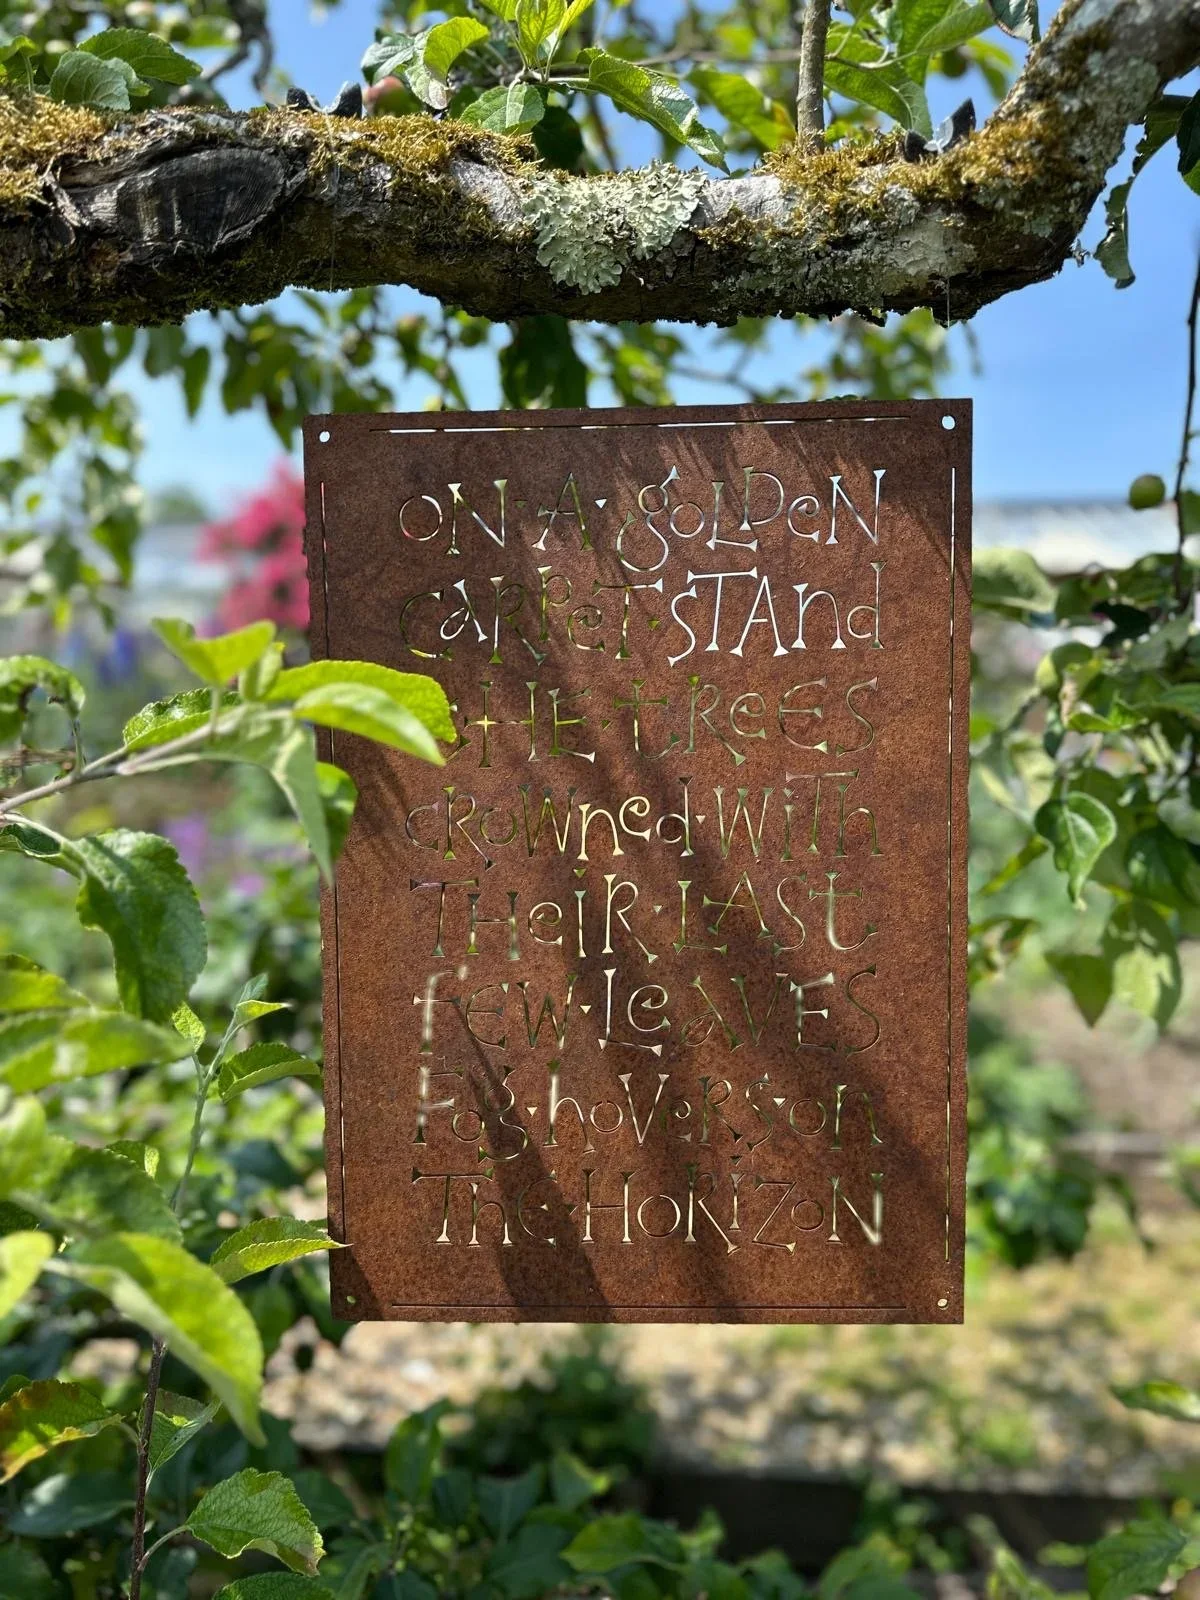 ON·A·goLDeN
CARPeT·STAnd
THE·tReES
cRoWned·WiTh
THeiR·LASt
fEW·LeaVES
Fog·hoVeRS·on
ThE·HoRiZoN